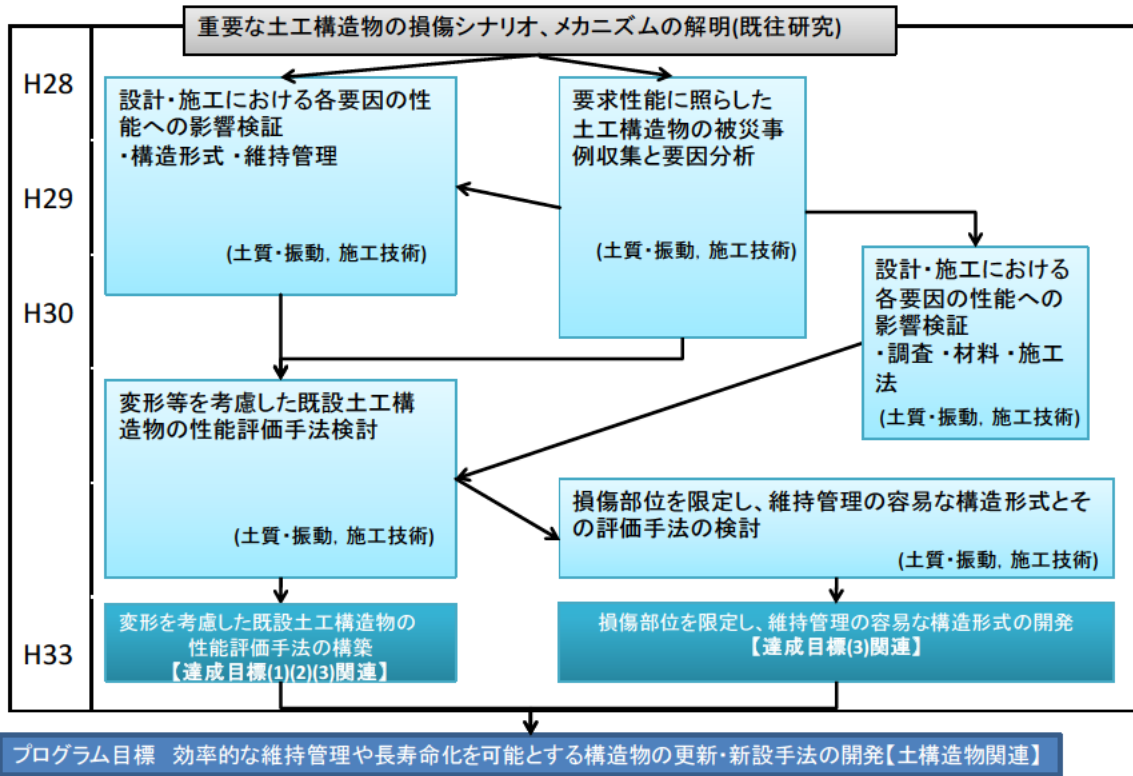 重要な土工構造物の損傷シナリオ、メカニズムの解明(既往研究)
H28
設計・施工における各要因の性
能への影響検証
・構造形式 ・維持管理
(土質・振動, 施工技術)
要求性能に照らした
土工構造物の被災事
例収集と要因分析
(土質・振動, 施工技術)
H29
設計・施工における
各要因の性能への
影響検証
・調査 ・材料 ・施工
法
(土質・振動, 施工技術)
H30
変形等を考慮した既設土工構
造物の性能評価手法検討
(土質・振動, 施工技術)
損傷部位を限定し、維持管理の容易な構造形式とそ
の評価手法の検討
(土質・振動, 施工技術)
H33
変形を考慮した既設土工構造物の
性能評価手法の構築
【達成目標(1)(2)(3)関連】
損傷部位を限定し、維持管理の容易な構造形式の開発
【達成目標(3)関連】
プログラム目標 効率的な維持管理や長寿命化を可能とする構造物の更新・新設手法の開発【土構造物関連】